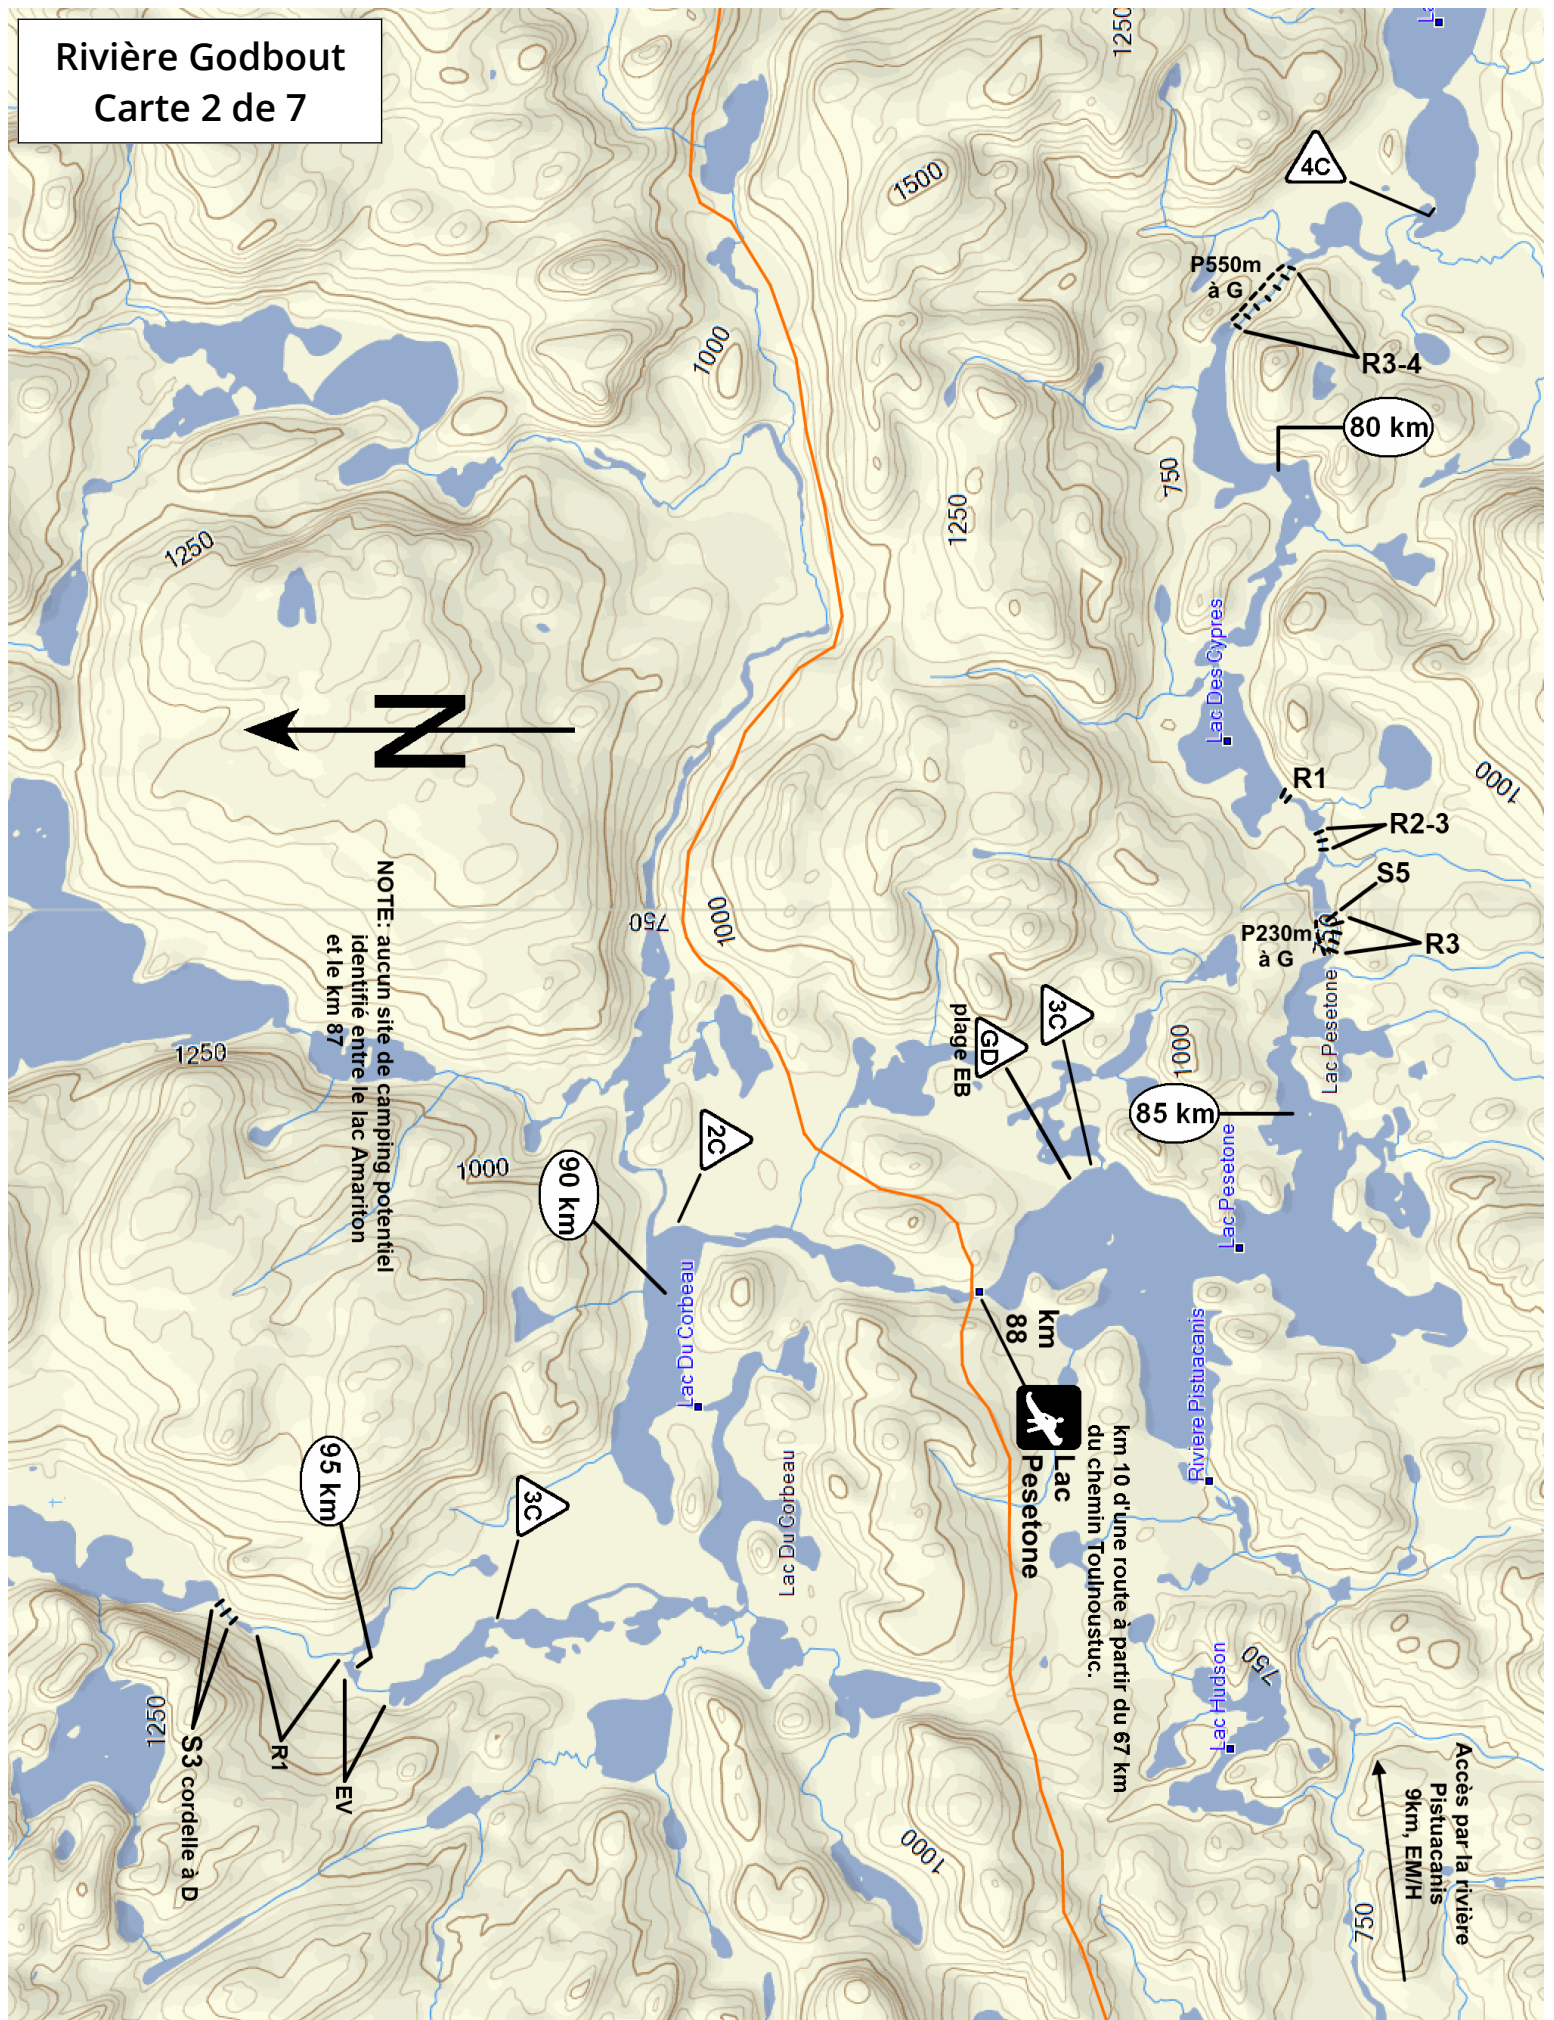 Rivière Godbout
Carte 2 de 7
1250
La
4C
1500
P550m
à G
R3-4
1000
80 km
750
1250
1250
Lac Des Cypres
N
R1
1000
R2-3
S5
750
R3
P230m
à G
750
1000
Lac Pesetone
NOTE: aucun site de camping potentiel
identifié entre le lac Amariton
et le km 87
3C
GD
plage EB
1000
1250
85 km
2C
Lac Pesetone
1000
90 km
Lac Du Corbeau
km
88
Riviere Pistuacanis
Lac
Pesetone
km 10 d'une route à partir du 67 km
du chemin Toulnoustuc.
95 km
3C
Lac Du Corbeau
750
Lac Hudson
1250
S3 cordelle à D
R1
EV
Accès par la rivière
Pistuacanis
9km, EM/H
1000
750